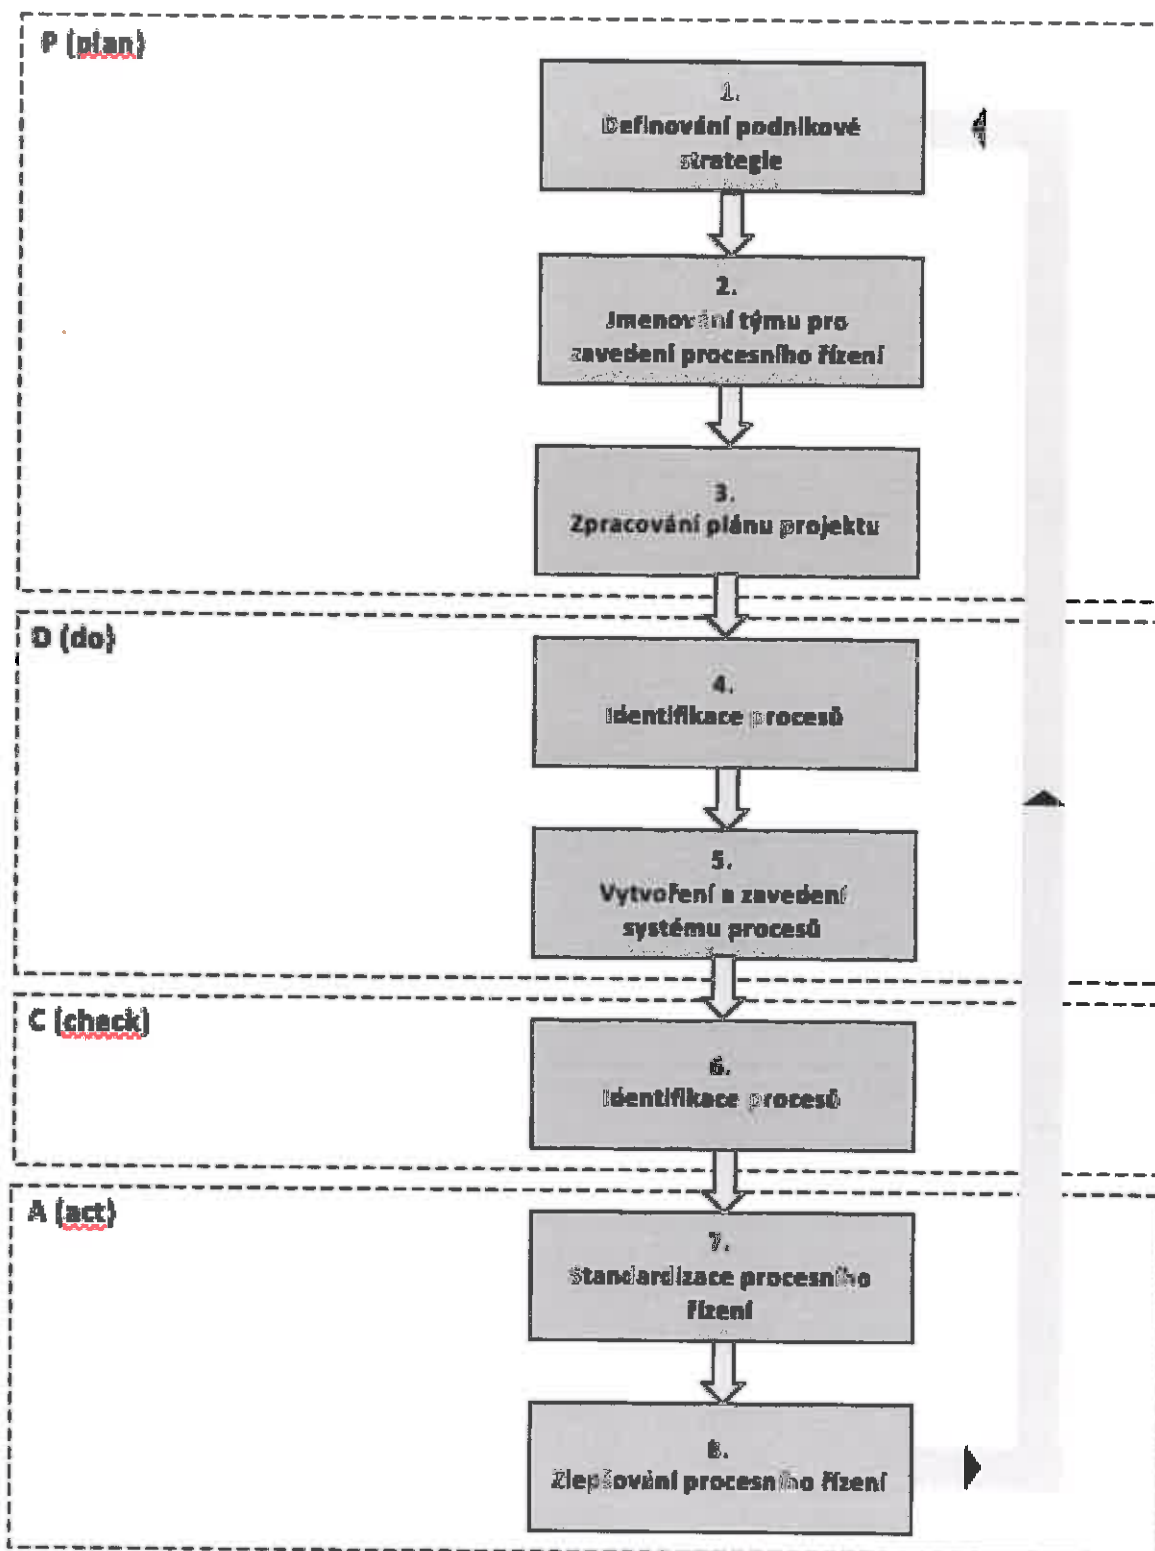 P (plan)
1.
Definování podnikové
strategie
2.
Jmenování týmu pro
zavedení procesního řízení
3.
Zpracování plánu projektu
D (do)
4.
Identifikace procesů
5.
Vytvoření a zavedení
systému procesů
C (check)
6.
Identifikace procesů
A (act)
7.
Standardizace procesního
řízení
8.
Zlepšování procesního řízení